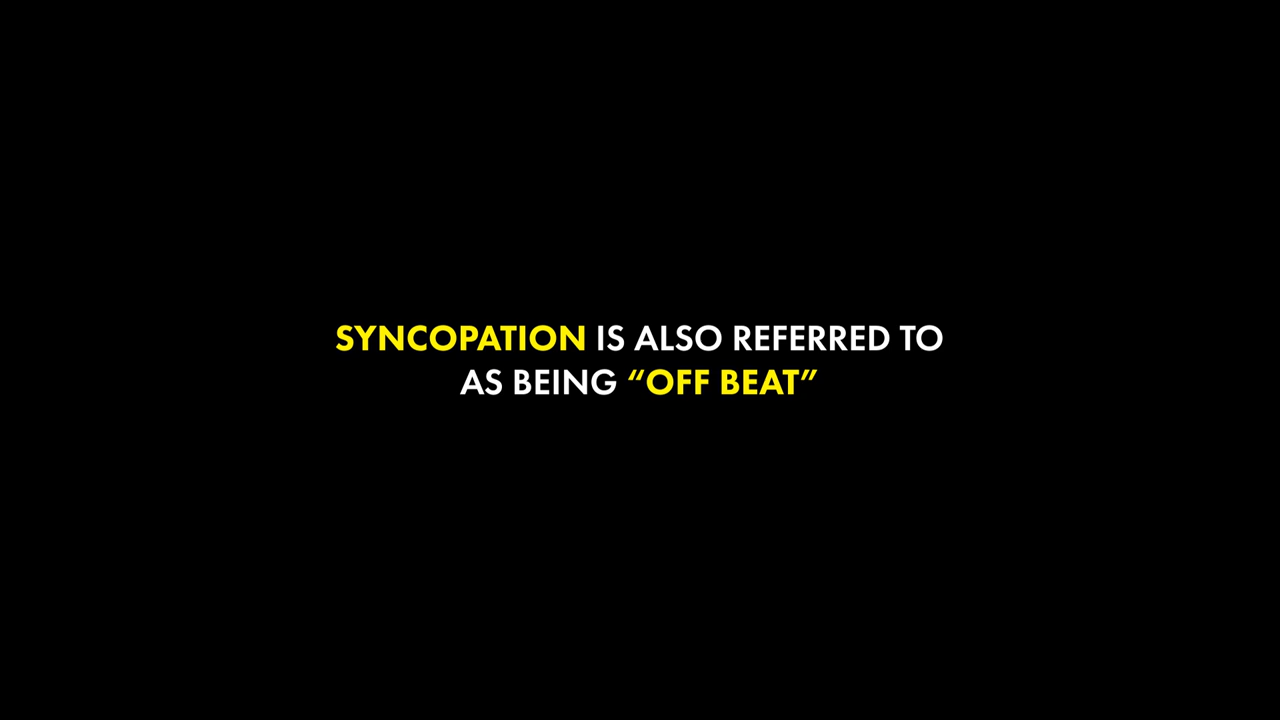 SYNCOPATION IS ALSO REFERRED TO
AS BEING “OFF BEAT”